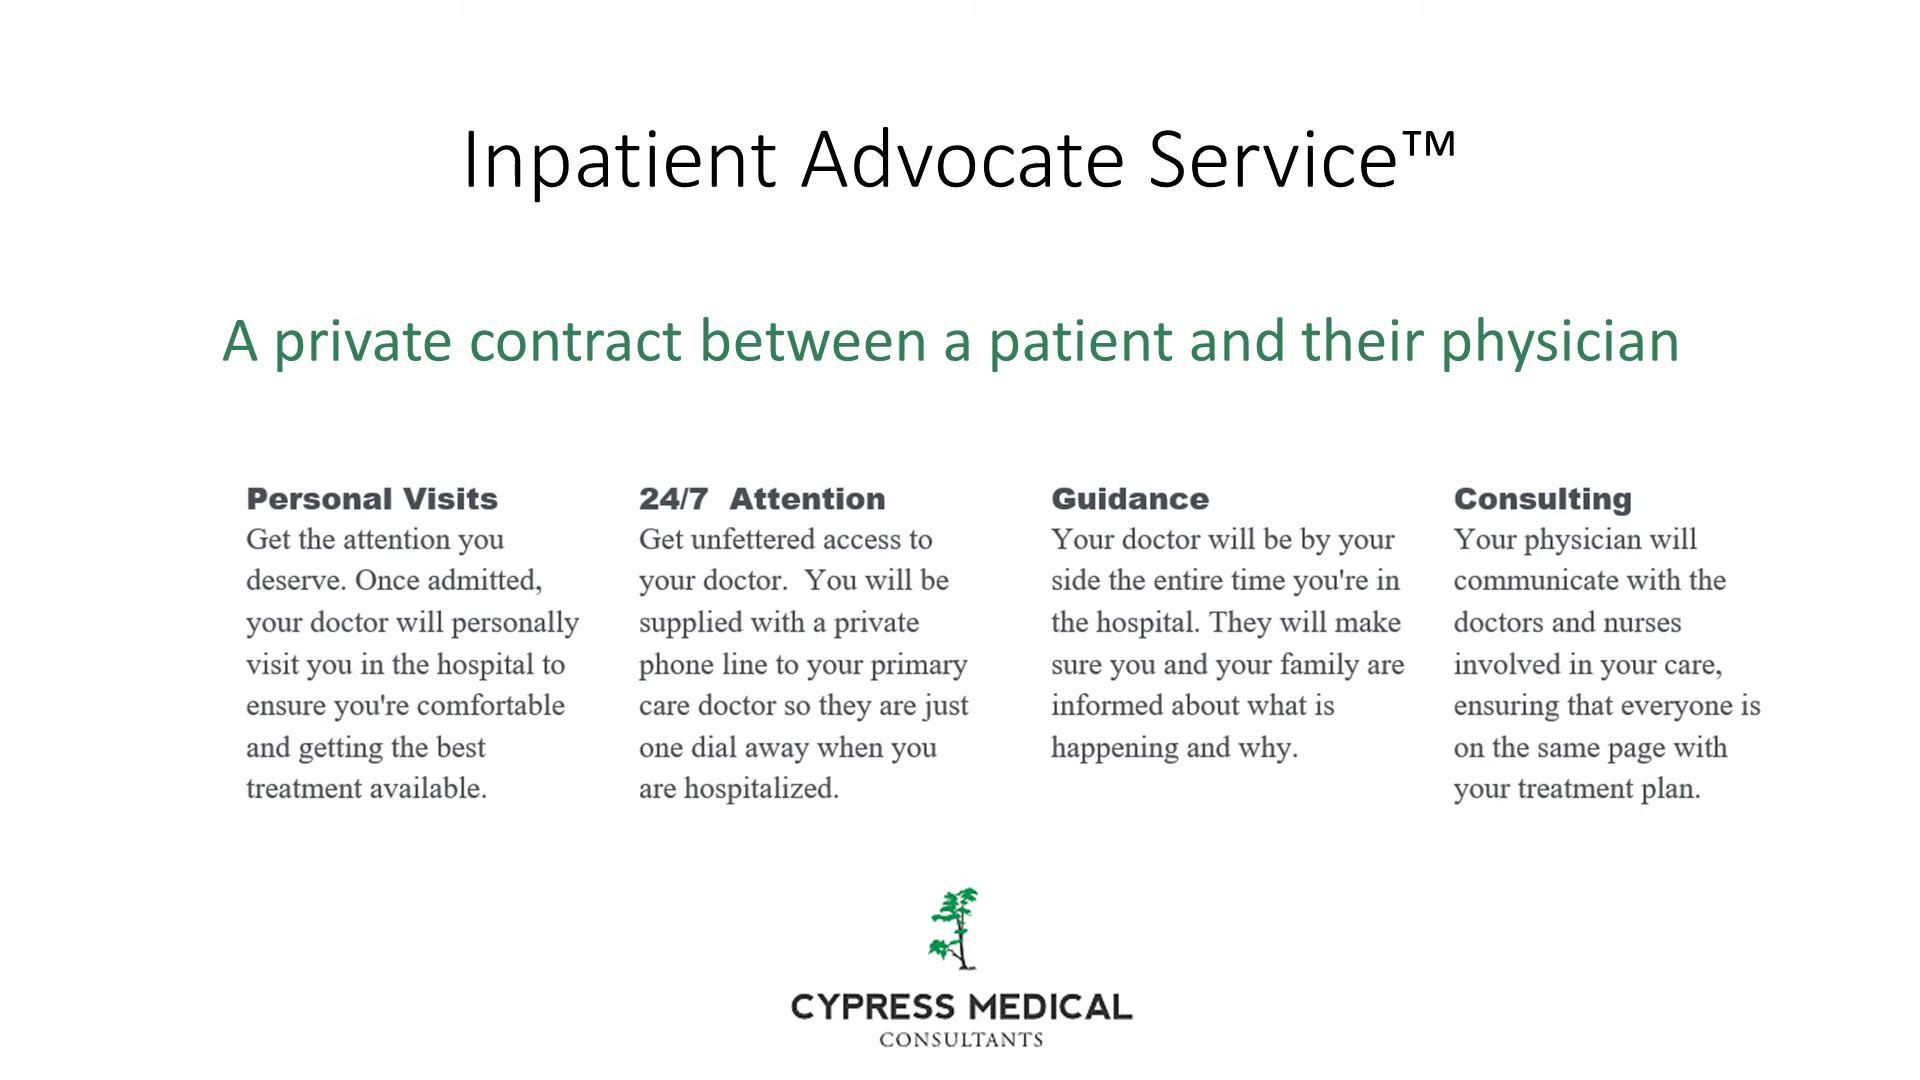 Inpatient Advocate Service™
A private contract between a patient and their physician
Personal Visits
Get the attention you
deserve. Once admitted,
your doctor will personally
visit you in the hospital to
ensure you're comfortable
and getting the best
treatment available.
24/7  Attention
Get unfettered access to
your doctor.  You will be
supplied with a private
phone line to your primary
care doctor so they are just
one dial away when you
are hospitalized.
Guidance
Your doctor will be by your
side the entire time you're in
the hospital. They will make
sure you and your family are
informed about what is
happening and why.
Consulting
Your physician will
communicate with the
doctors and nurses
involved in your care,
ensuring that everyone is
on the same page with
your treatment plan.
CYPRESS MEDICAL
CONSULTANTS